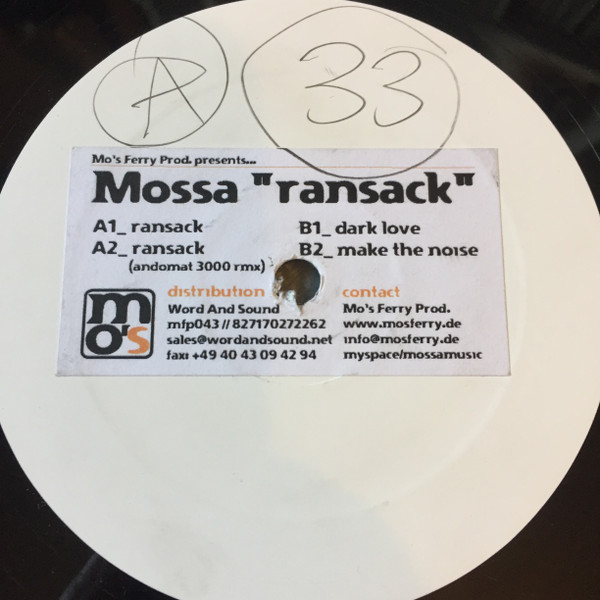 A
33
Mo's Ferry Prod. presents...
Mossa "ransack"
A1_ ransack
A2_ ransack
(andomat 3000 rmx)
B1_ dark love
B2_ make the noise
mo's
distribution
Word And Sound
mfp043 // 827170272262
sales@wordandsound.net
fax: +49 40 43 09 42 94
contact
Mo's Ferry Prod.
www.mosferry.de
info@mosferry.de
myspace/mossamusic